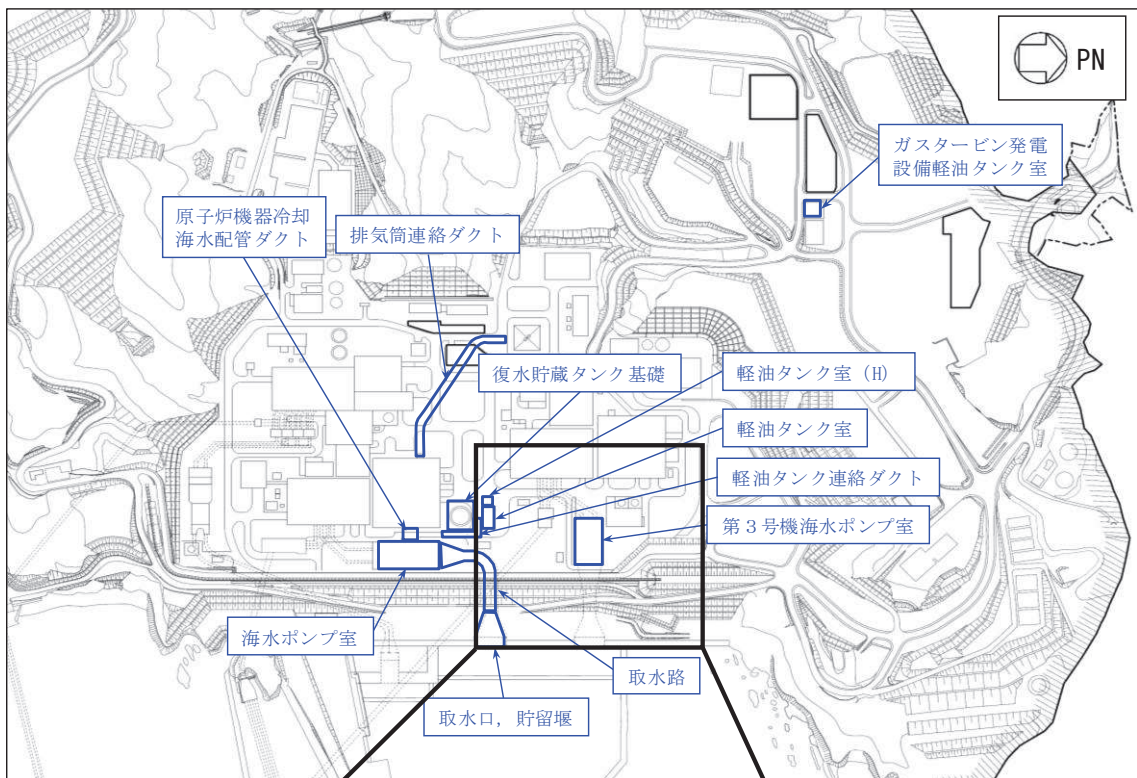 PN
ガスタービン発電
設備軽油タンク室
原子炉機器冷却
海水配管ダクト
排気筒連絡ダクト
復水貯蔵タンク基礎
軽油タンク室（H）
軽油タンク室
軽油タンク連絡ダクト
第３号機海水ポンプ室
海水ポンプ室
取水路
取水口，貯留堰